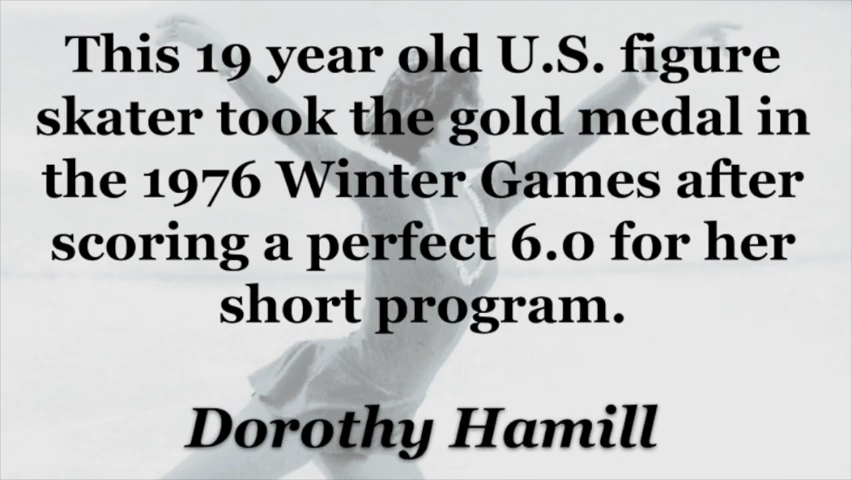 This 19 year old U.S. figure
skater took the gold medal in
the 1976 Winter Games after
scoring a perfect 6.0 for her
short program.
Dorothy Hamill